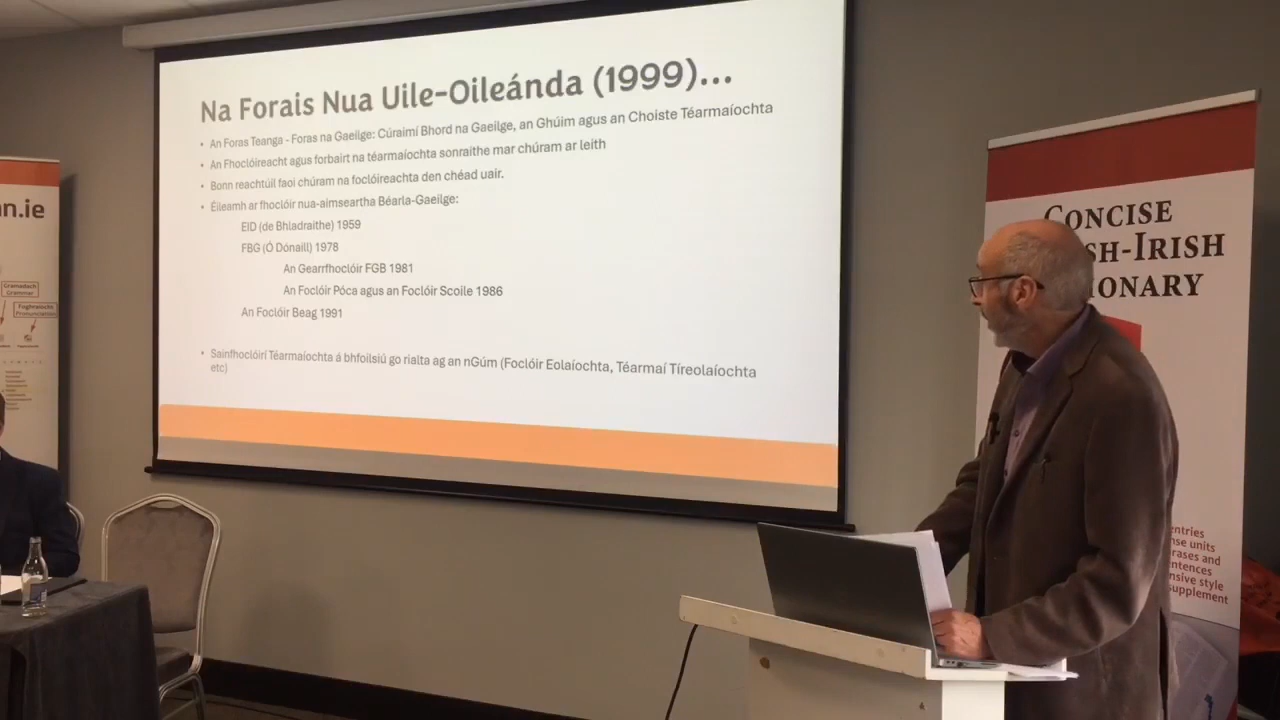 Na Forais Nua Uile-Oileánda (1999)...
• An Foras Teanga - Foras na Gaeilge: Cúraimí Bhord na Gaeilge, an Ghúim agus an Choiste Téarmaíochta
• An Fhoclóireacht agus forbairt na téarmaíochta sonraithe mar chúram ar leith
• Bonn reachtúil faoi chúram na foclóireachta den chéad uair.
• Éileamh ar fhoclóir nua-aimseartha Béarla-Gaeilge:
EID (de Bhladraithe) 1959
FBG (Ó Dónaill) 1978
An Gearrfhoclóir FGB 1981
An Foclóir Póca agus an Foclóir Scoile 1986
An Foclóir Beag 1991
• Sainfhoclóirí Téarmaíochta á bhfoilsiú go rialta ag an nGúm (Foclóir Eolaíochta, Téarmaí Tíreolaíochta
etc)
n.ie
Gramadach
Grammar
Foghraíocht
Pronunciation
CONCISE
SH-IRISH
IONARY
entries
nse units
rases and
entences
nsive style
supplement